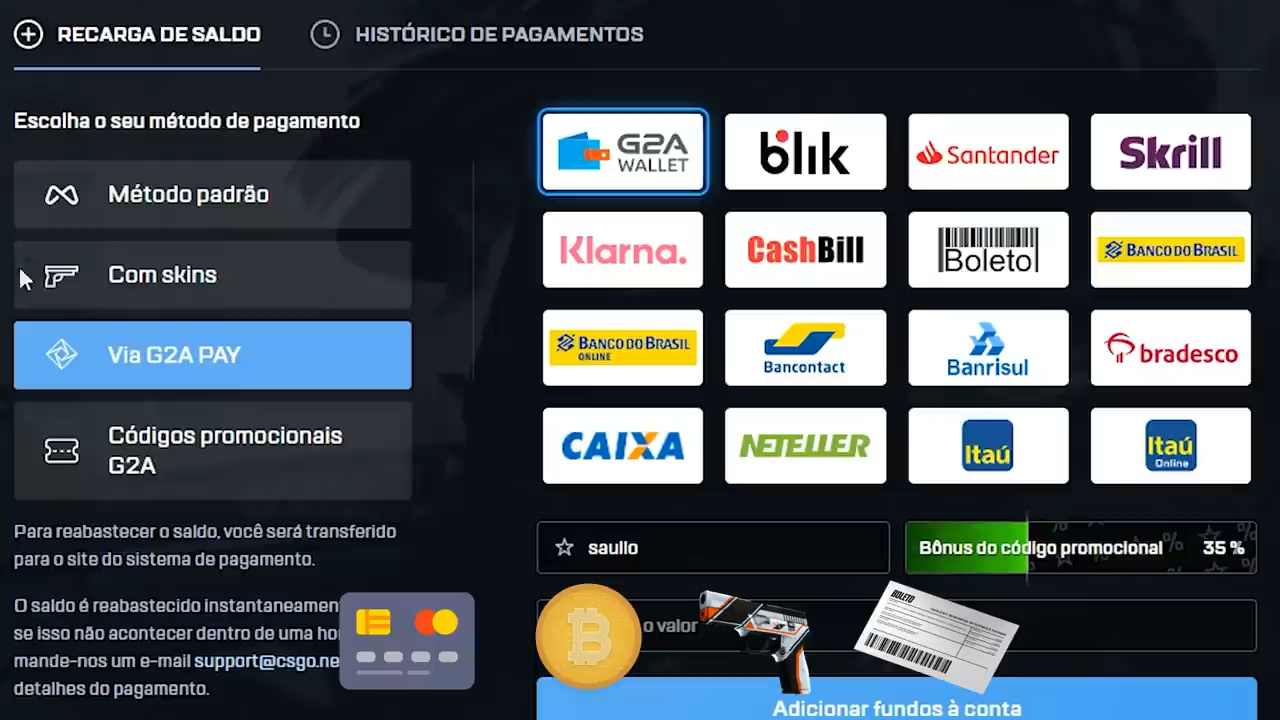 RECARGA DE SALDO
HISTÓRICO DE PAGAMENTOS
Escolha o seu método de pagamento
Método padrão
Com skins
Via G2A PAY
Códigos promocionais
G2A
Para reabastecer o saldo, você será transferido
para o site do sistema de pagamento.
O saldo é reabastecido
se isso não acontecer dentro de uma
mande-nos um e-mail support@csgo.ne
detalhes do pagamento.
G2A
WALLET
blik
Santander
Skrill
Klarna.
CashBill
Boleto
BANCO DO BRASIL
BANCO DO BRASIL
ONLINE
Bancontact
Banrisul
bradesco
CAIXA
NETELLER
Itaú
Itaú
Online
saullo
Bônus do código promocional
35 %
o valor
BOLETO
Adicionar fundos à conta